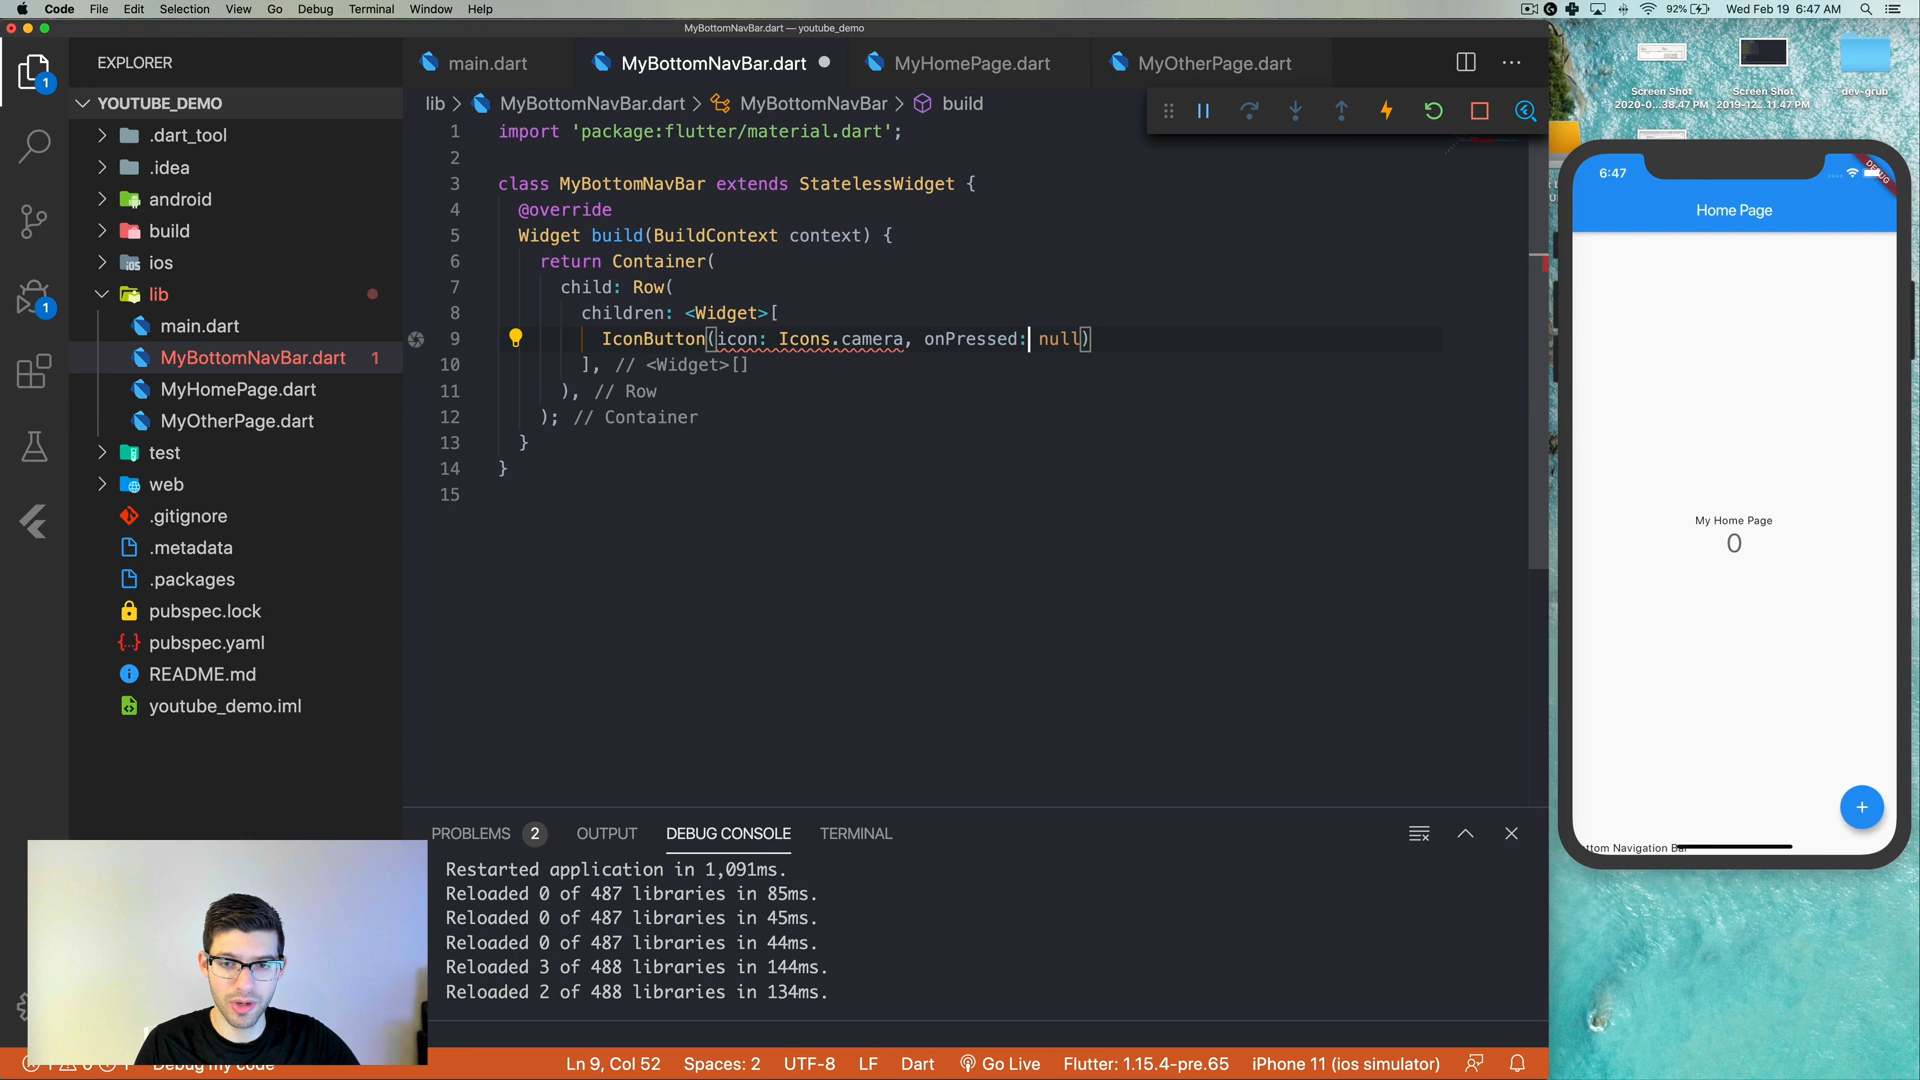 Code File Edit Selection View Go Debug Terminal Window Help
92% Wed Feb 19 6:47 AM
MyBottomNavBar.dart — youtube_demo
EXPLORER
main.dart MyBottomNavBar.dart MyHomePage.dart MyOtherPage.dart
YOUTUBE_DEMO
.dart_tool
.idea
android
build
ios
lib
main.dart
MyBottomNavBar.dart 1
MyHomePage.dart
MyOtherPage.dart
test
web
.gitignore
.metadata
.packages
pubspec.lock
pubspec.yaml
README.md
youtube_demo.iml
1
1
lib > MyBottomNavBar.dart > MyBottomNavBar > build
1 import 'package:flutter/material.dart';
2
3 class MyBottomNavBar extends StatelessWidget {
4 @override
5 Widget build(BuildContext context) {
6 return Container(
7 child: Row(
8 children: <Widget>[
9 IconButton(icon: Icons.camera, onPressed: null)
10 ], // <Widget>[]
11 ), // Row
12 ); // Container
13 }
14 }
15
PROBLEMS 2 OUTPUT DEBUG CONSOLE TERMINAL
Restarted application in 1,091ms.
Reloaded 0 of 487 libraries in 85ms.
Reloaded 0 of 487 libraries in 45ms.
Reloaded 0 of 487 libraries in 44ms.
Reloaded 3 of 488 libraries in 144ms.
Reloaded 2 of 488 libraries in 134ms.
Debug my code Ln 9, Col 52 Spaces: 2 UTF-8 LF Dart Go Live Flutter: 1.15.4-pre.65 iPhone 11 (ios simulator)
Screen Shot
2020-0...38.47 PM
Screen Shot
2019-12...11.47 PM
dev-grub
6:47
DEBUG
Home Page
My Home Page
0
+
ttom Navigation Bar